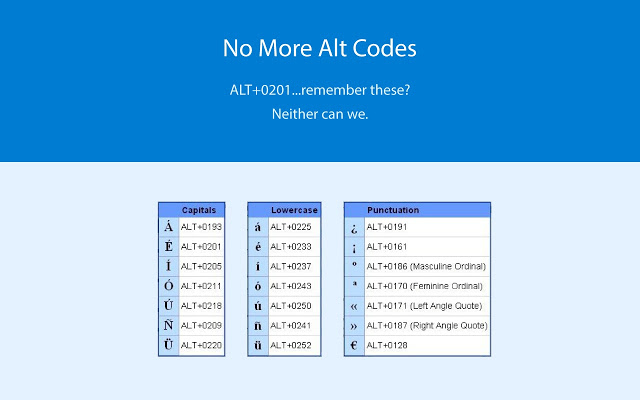 No More Alt Codes
ALT+0201...remember these?
Neither can we.
Capitals
Á ALT+0193
É ALT+0201
Í ALT+0205
Ó ALT+0211
Ú ALT+0218
Ñ ALT+0209
Ü ALT+0220
Lowercase
á ALT+0225
é ALT+0233
í ALT+0237
ó ALT+0243
ú ALT+0250
ñ ALT+0241
ü ALT+0252
Punctuation
¿ ALT+0191
¡ ALT+0161
º ALT+0186 (Masculine Ordinal)
ª ALT+0170 (Feminine Ordinal)
« ALT+0171 (Left Angle Quote)
» ALT+0187 (Right Angle Quote)
€ ALT+0128